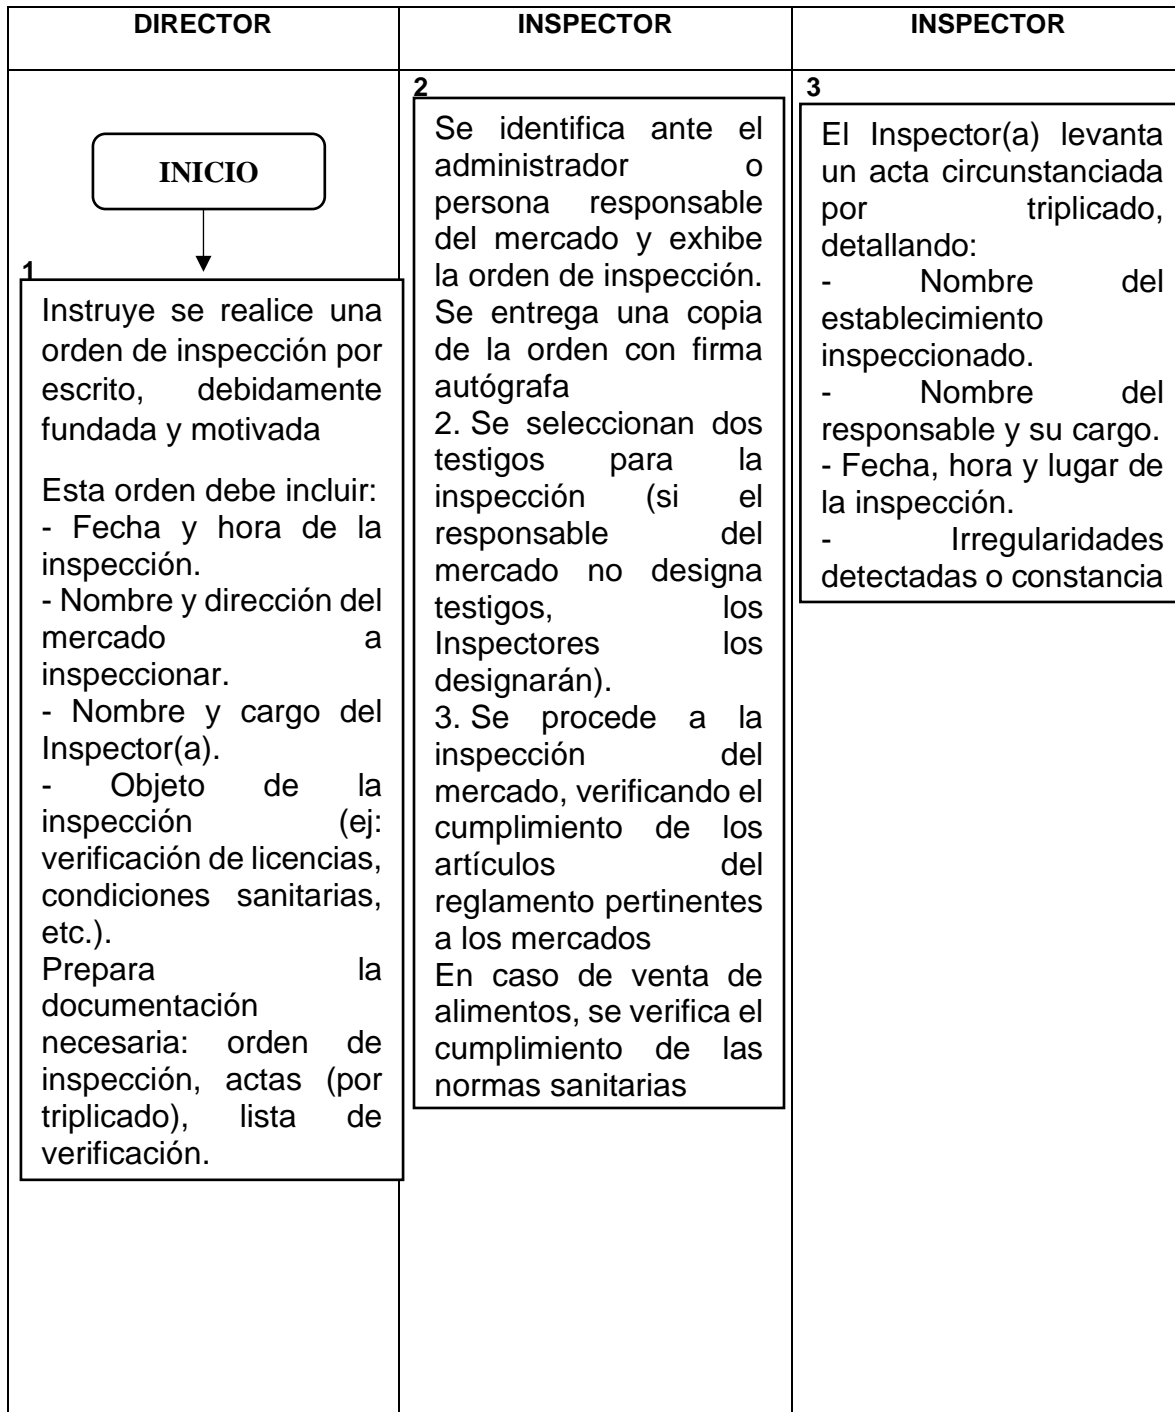 DIRECTOR
INSPECTOR
INSPECTOR
INICIO
1
Instruye se realice una
orden de inspección por
escrito, debidamente
fundada y motivada
Esta orden debe incluir:
- Fecha y hora de la
inspección.
- Nombre y dirección del
mercado a
inspeccionar.
- Nombre y cargo del
Inspector(a).
- Objeto de la
inspección (ej:
verificación de licencias,
condiciones sanitarias,
etc.).
Prepara la
documentación
necesaria: orden de
inspección, actas (por
triplicado), lista de
verificación.
2
Se identifica ante el
administrador o
persona responsable
del mercado y exhibe
la orden de inspección.
Se entrega una copia
de la orden con firma
autógrafa
2. Se seleccionan dos
testigos para la
inspección (si el
responsable del
mercado no designa
testigos, los
Inspectores los
designarán).
3. Se procede a la
inspección del
mercado, verificando el
cumplimiento de los
artículos del
reglamento pertinentes
a los mercados
En caso de venta de
alimentos, se verifica el
cumplimiento de las
normas sanitarias
3
El Inspector(a) levanta
un acta circunstanciada
por triplicado,
detallando:
- Nombre del
establecimiento
inspeccionado.
- Nombre del
responsable y su cargo.
- Fecha, hora y lugar de
la inspección.
- Irregularidades
detectadas o constancia